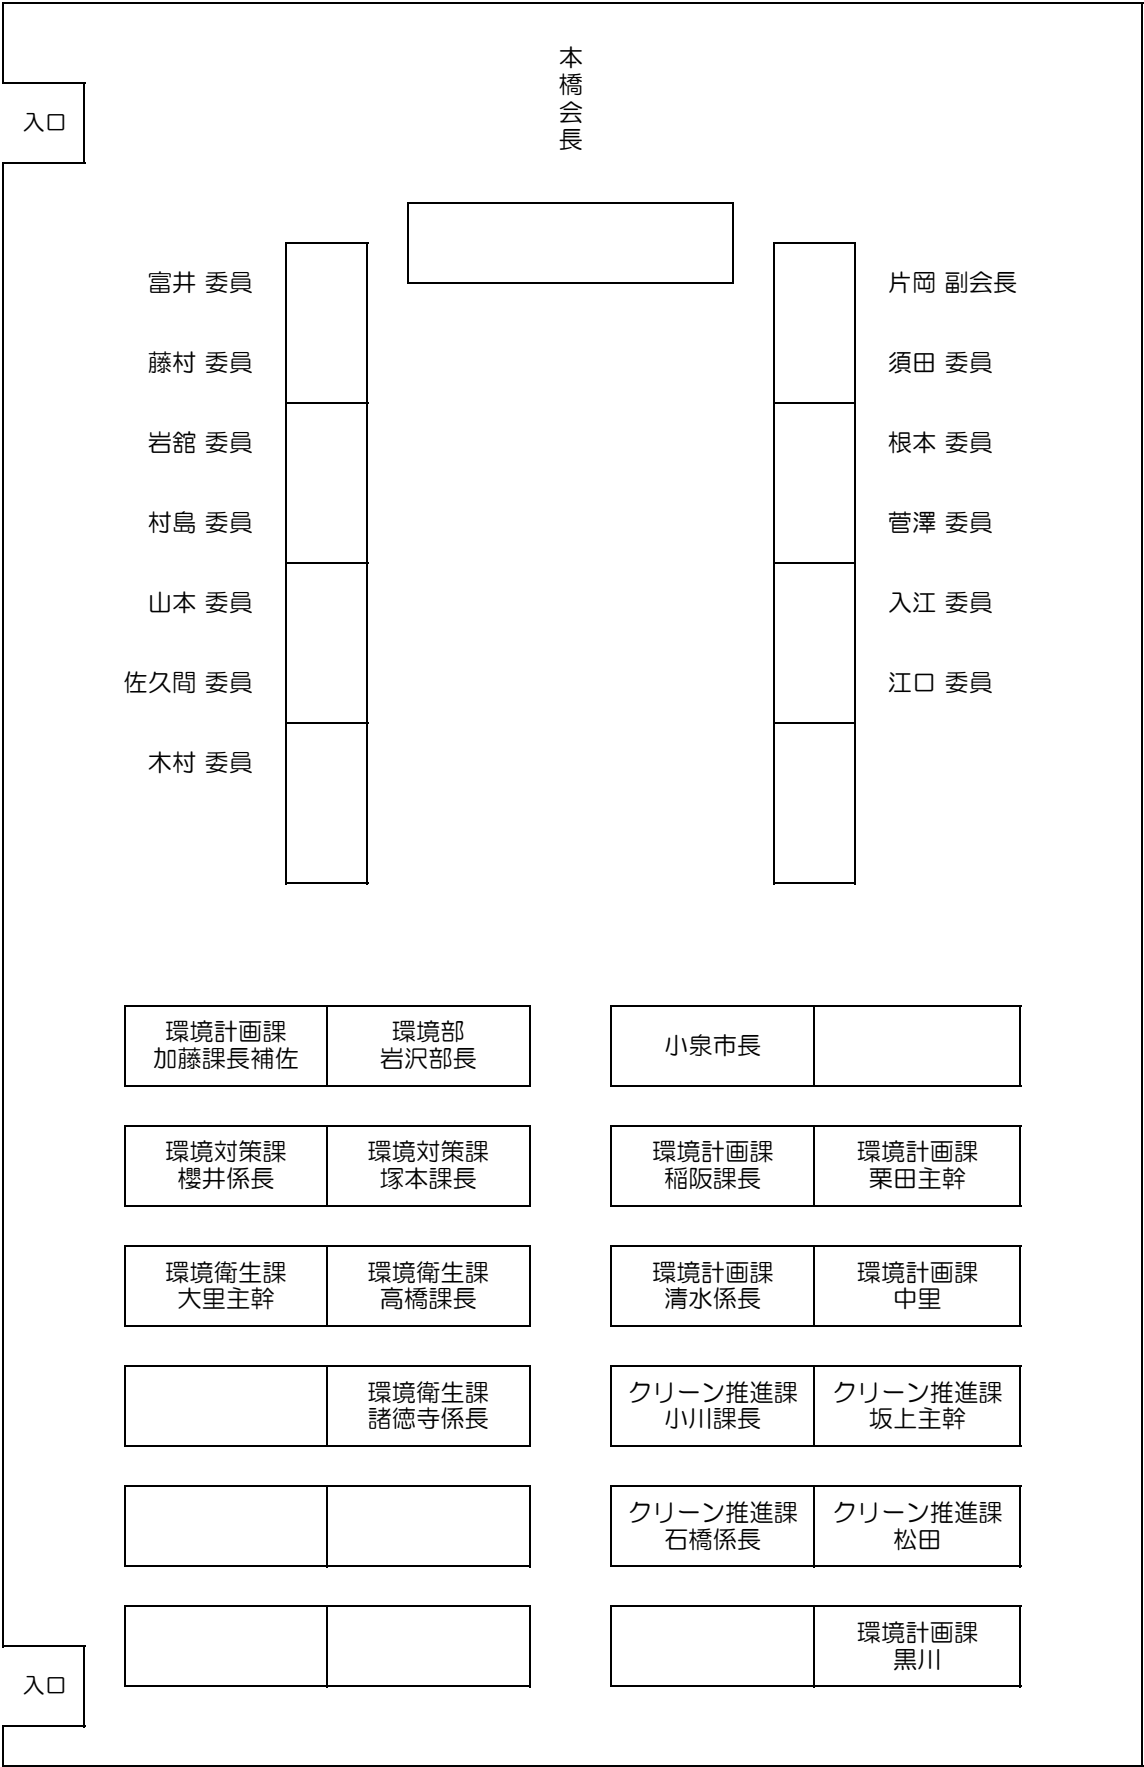 本橋会長
入口
富井 委員
片岡 副会長
藤村 委員
須田 委員
岩舘 委員
根本 委員
村島 委員
菅澤 委員
山本 委員
入江 委員
佐久間 委員
江口 委員
木村 委員
環境計画課
加藤課長補佐
環境部
岩沢部長
小泉市長
環境対策課
櫻井係長
環境対策課
塚本課長
環境計画課
稲阪課長
環境計画課
栗田主幹
環境衛生課
大里主幹
環境衛生課
高橋課長
環境計画課
清水係長
環境計画課
中里
環境衛生課
諸徳寺係長
クリーン推進課
小川課長
クリーン推進課
坂上主幹
クリーン推進課
石橋係長
クリーン推進課
松田
環境計画課
黒川
入口